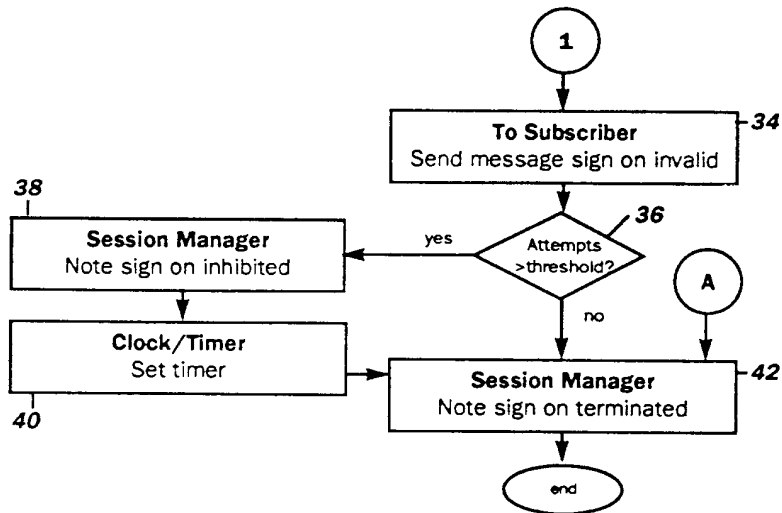 1
To Subscriber
Send message sign on invalid
34
36
Attempts
>threshold?
yes
no
38
Session Manager
Note sign on inhibited
A
Clock/Timer
Set timer
40
Session Manager
Note sign on terminated
42
end